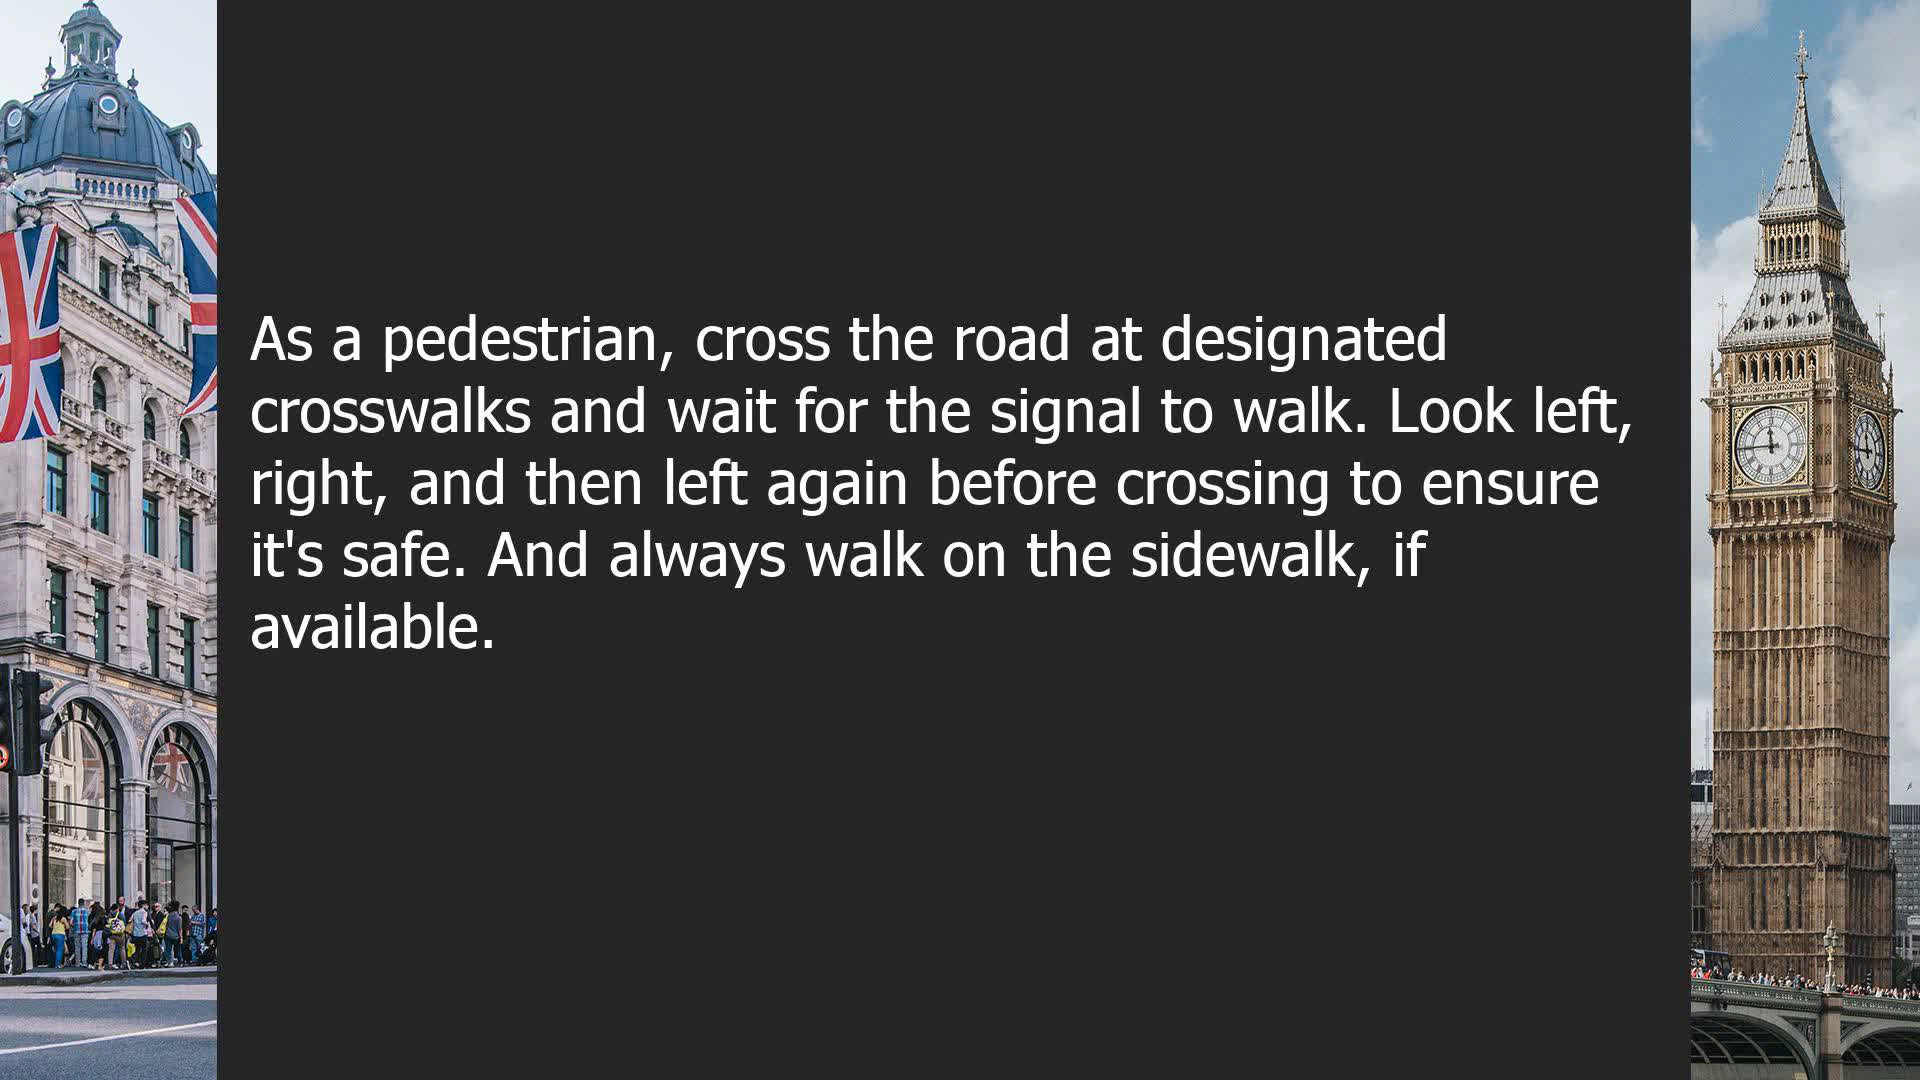 As a pedestrian, cross the road at designated
crosswalks and wait for the signal to walk. Look left,
right, and then left again before crossing to ensure
it's safe. And always walk on the sidewalk, if
available.